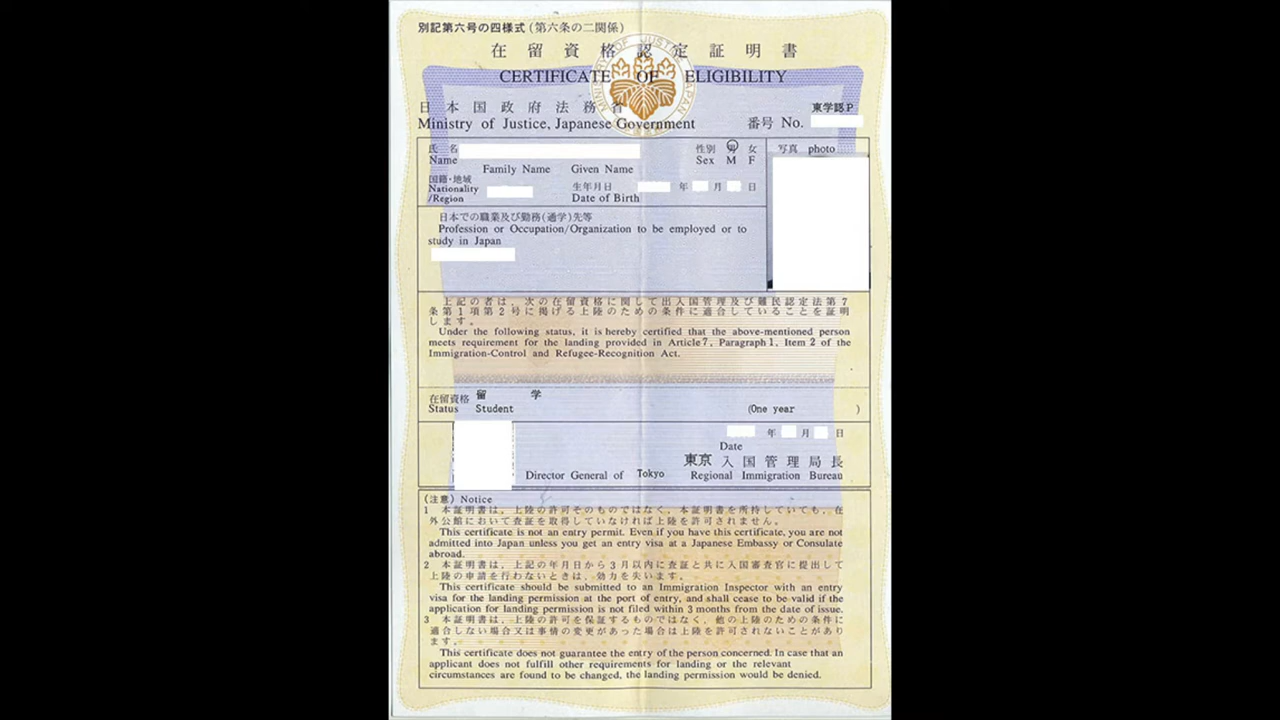 別記第六号の四様式(第六条の二関係)
在留資格認定証明書
CERTIFICATE OF ELIGIBILITY
MINISTRY OF JUSTICE JAPAN
日本国政府法務省
東学認P
Ministry of Justice, Japanese Government
番号 No.
氏名
Name
Family Name Given Name
性別 男 女
Sex M F
写真 photo
国籍・地域
Nationality
/Region
生年月日 年 月 日
Date of Birth
日本での職業及び勤務(通学)先等
Profession or Occupation/Organization to be employed or to
study in Japan
上記の者は、次の在留資格に関して出入国管理及び難民認定法第7
条第1項第2号に掲げる上陸のための条件に適合していることを証明
します。
Under the following status, it is hereby certified that the above-mentioned person
meets requirement for the landing provided in Article 7, Paragraph 1, Item 2 of the
Immigration-Control and Refugee-Recognition Act.
在留資格 留 学
Status Student (One year )
年 月 日
Date
東京 入国管理局長
Director General of Tokyo Regional Immigration Bureau
(注意) Notice
1 本証明書は、上陸の許可そのものではなく、本証明書を所持していても、在
外公館において査証を取得していなければ上陸を許可されません。
This certificate is not an entry permit. Even if you have this certificate, you are not
admitted into Japan unless you get an entry visa at a Japanese Embassy or Consulate
abroad.
2 本証明書は、上記の年月日から3月以内に査証と共に入国審査官に提出して
上陸の申請を行わないときは、効力を失います。
This certificate should be submitted to an Immigration Inspector with an entry
visa for the landing permission at the port of entry, and shall cease to be valid if the
application for landing permission is not filed within 3 months from the date of issue.
3 本証明書は、上陸の許可を保証するものではなく、他の上陸のための条件に
適合しない場合又は事情の変更があった場合は上陸を許可されないことがあり
ます。
This certificate does not guarantee the entry of the person concerned. In case that an
applicant does not fulfill other requirements for landing or the relevant
circumstances are found to be changed, the landing permission would be denied.